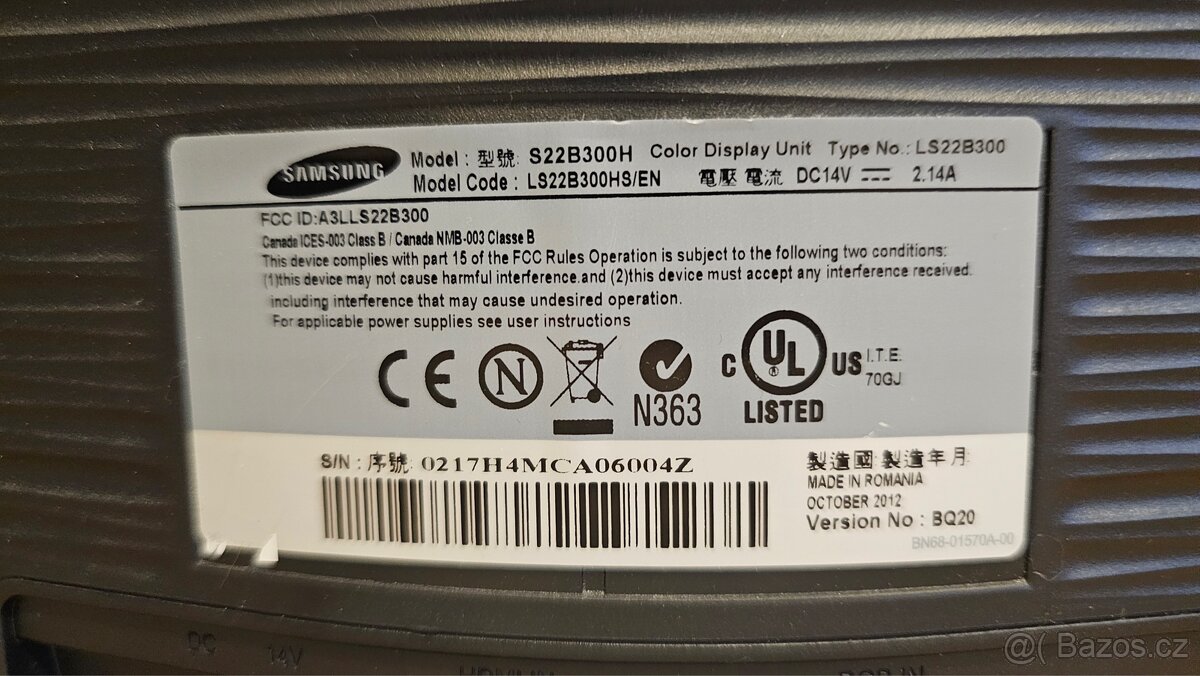 SAMSUNG
Model : 型號 S22B300H Color Display Unit Type No.: LS22B300
Model Code : LS22B300HS/EN 電壓 電流 DC14V 2.14A
FCC ID:A3LLS22B300
Canada ICES-003 Class B / Canada NMB-003 Classe B
This device complies with part 15 of the FCC Rules Operation is subject to the following two conditions:
(1)this device may not cause harmful interference.and (2)this device must accept any interference received.
including interference that may cause undesired operation.
For applicable power supplies see user instructions
CE N N363 C UL ® US LISTED I.T.E. 70GJ
S/N : 序號 0217H4MCA06004Z
製造國 製造年月
MADE IN ROMANIA
OCTOBER 2012
Version No : BQ20
BN68-01570A-00
DC 14V
@( Bazos.cz